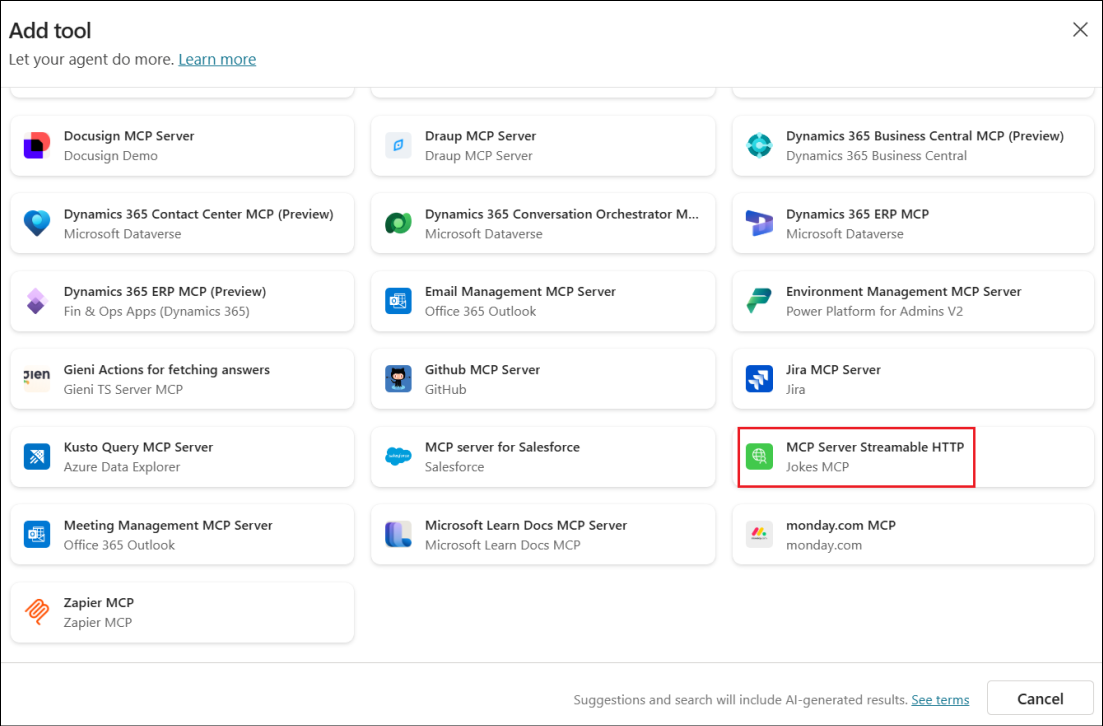 Add tool
Let your agent do more. Learn more
Docusign MCP Server
Docusign Demo
Draup MCP Server
Draup MCP Server
Dynamics 365 Business Central MCP (Preview)
Dynamics 365 Business Central
Dynamics 365 Contact Center MCP (Preview)
Microsoft Dataverse
Dynamics 365 Conversation Orchestrator M...
Microsoft Dataverse
Dynamics 365 ERP MCP
Microsoft Dataverse
Dynamics 365 ERP MCP (Preview)
Fin & Ops Apps (Dynamics 365)
Email Management MCP Server
Office 365 Outlook
Environment Management MCP Server
Power Platform for Admins V2
gien
Gieni Actions for fetching answers
Gieni TS Server MCP
Github MCP Server
GitHub
Jira MCP Server
Jira
Kusto Query MCP Server
Azure Data Explorer
salesforce
MCP server for Salesforce
Salesforce
MCP Server Streamable HTTP
Jokes MCP
Meeting Management MCP Server
Office 365 Outlook
Microsoft Learn Docs MCP Server
Microsoft Learn Docs MCP
monday.com MCP
monday.com
Zapier MCP
Zapier MCP
Suggestions and search will include AI-generated results. See terms
Cancel